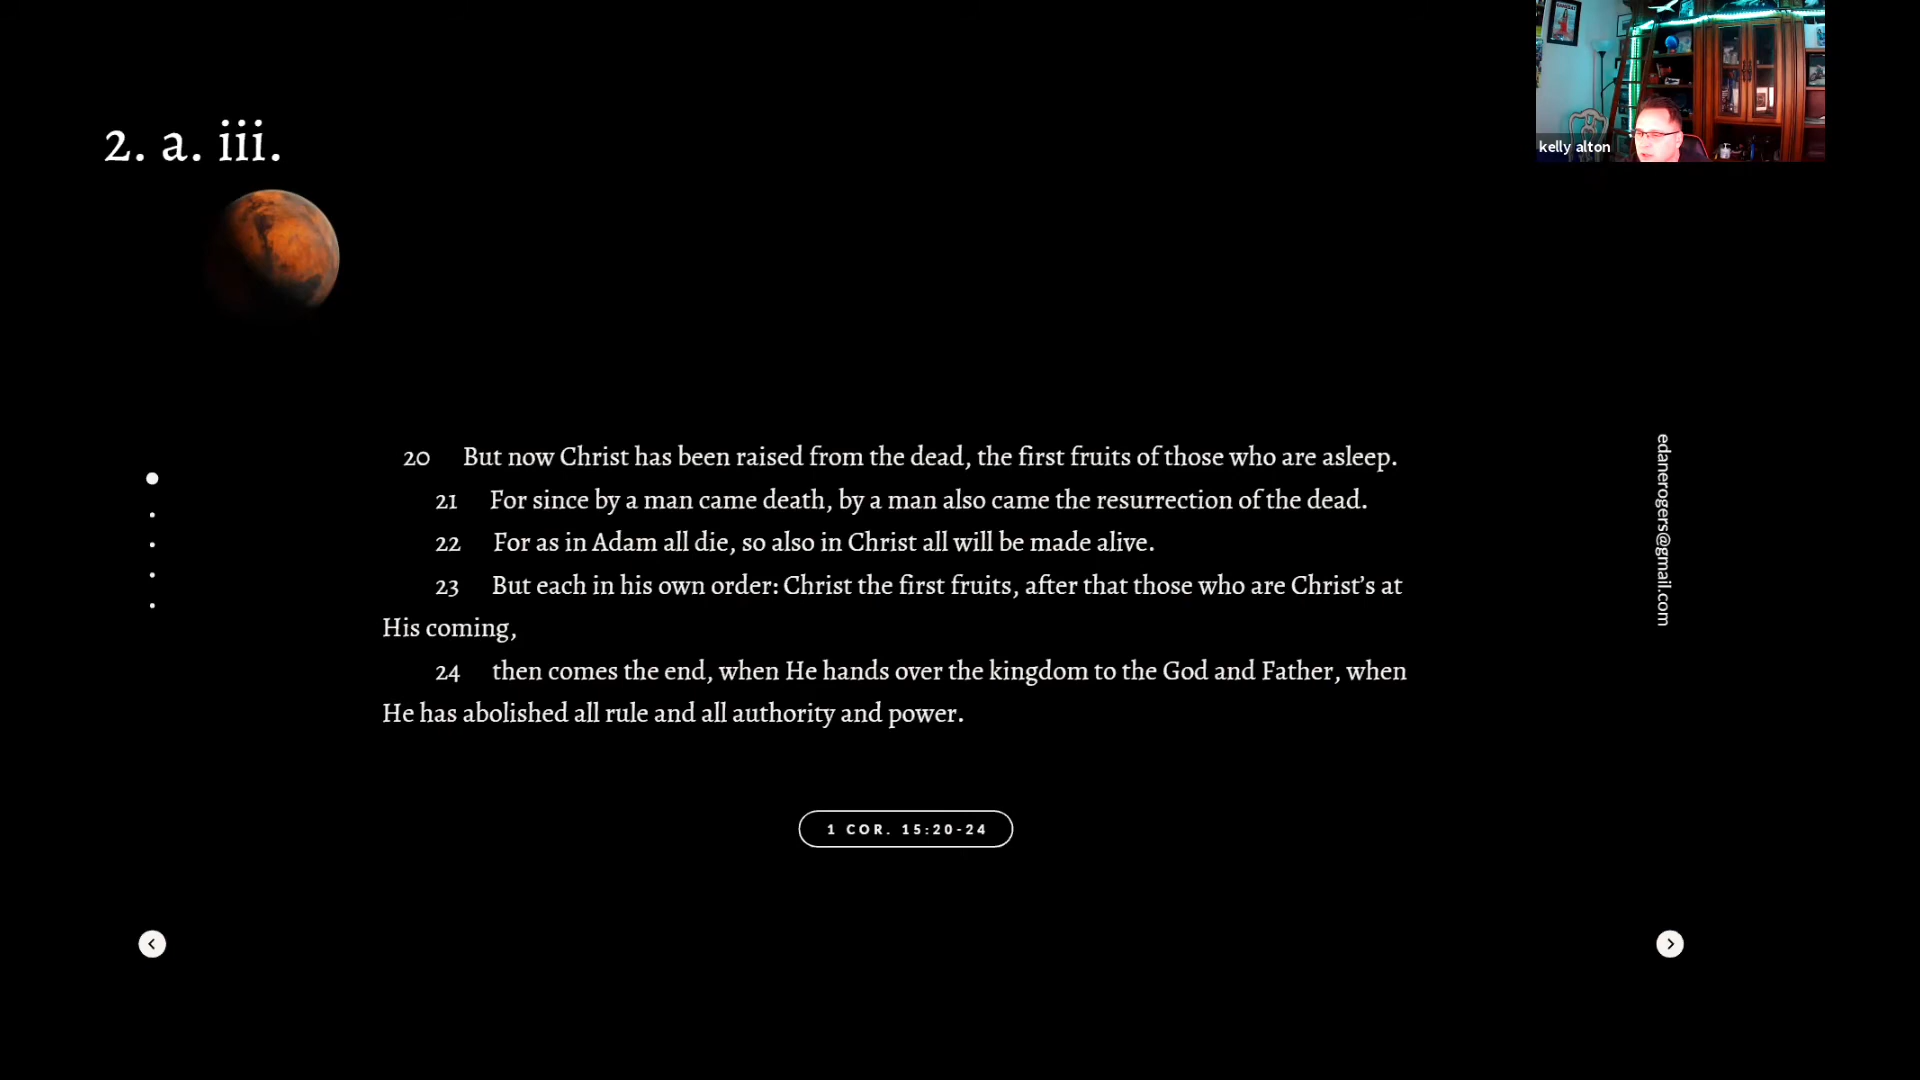 2. a. iii.
kelly alton
20 But now Christ has been raised from the dead, the first fruits of those who are asleep.
21 For since by a man came death, by a man also came the resurrection of the dead.
22 For as in Adam all die, so also in Christ all will be made alive.
23 But each in his own order: Christ the first fruits, after that those who are Christ’s at
His coming,
24 then comes the end, when He hands over the kingdom to the God and Father, when
He has abolished all rule and all authority and power.
edanerogers@gmail.com
1 COR. 15:20-24